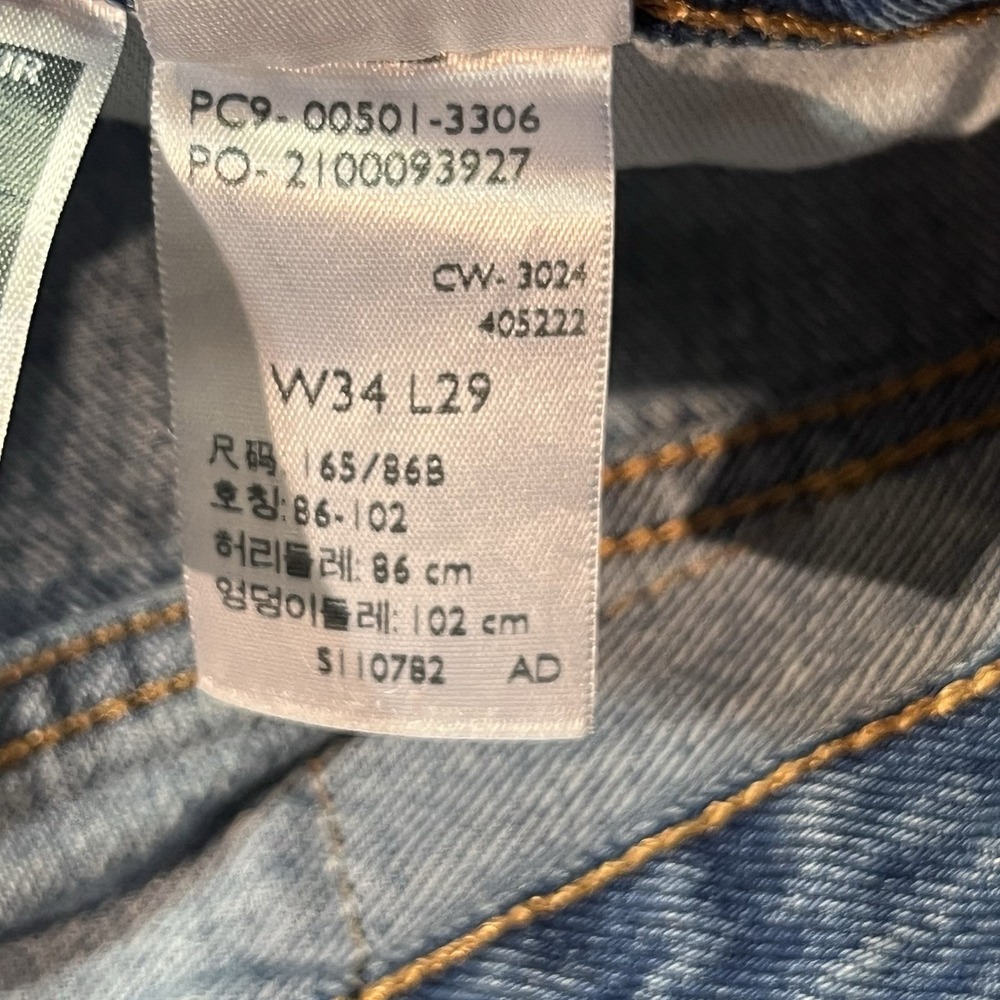 PC9-00501-3306
PO-2100093927
CW-3024
405222
W34 L29
尺码 165/86B
호칭:86-102
허리둘레: 86 cm
엉덩이둘레: 102 cm
S110782 AD